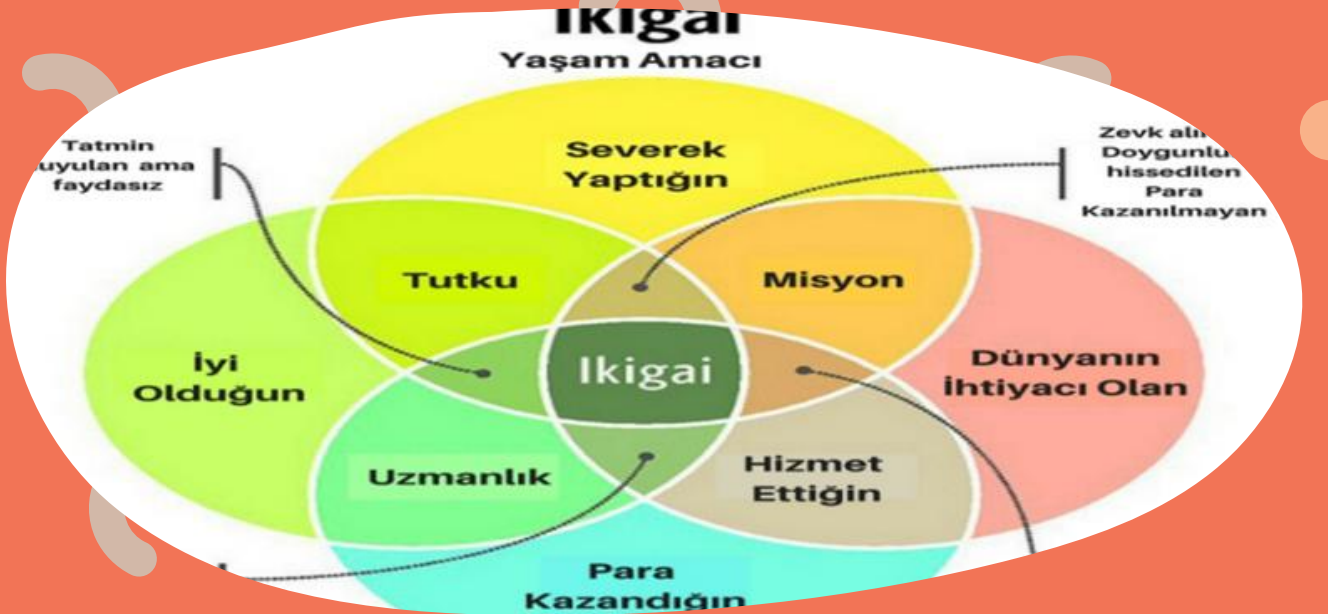 Ikigai
Yaşam Amacı
Tatmin
uyulan ama
faydasız
Zevk alı
Doygunlu
hissedilen
Para
Kazanılmayan
Severek
Yaptığın
Tutku
Misyon
İyi
Olduğun
Ikigai
Dünyanın
İhtiyacı Olan
Uzmanlık
Hizmet
Ettiğin
Para
Kazandığın